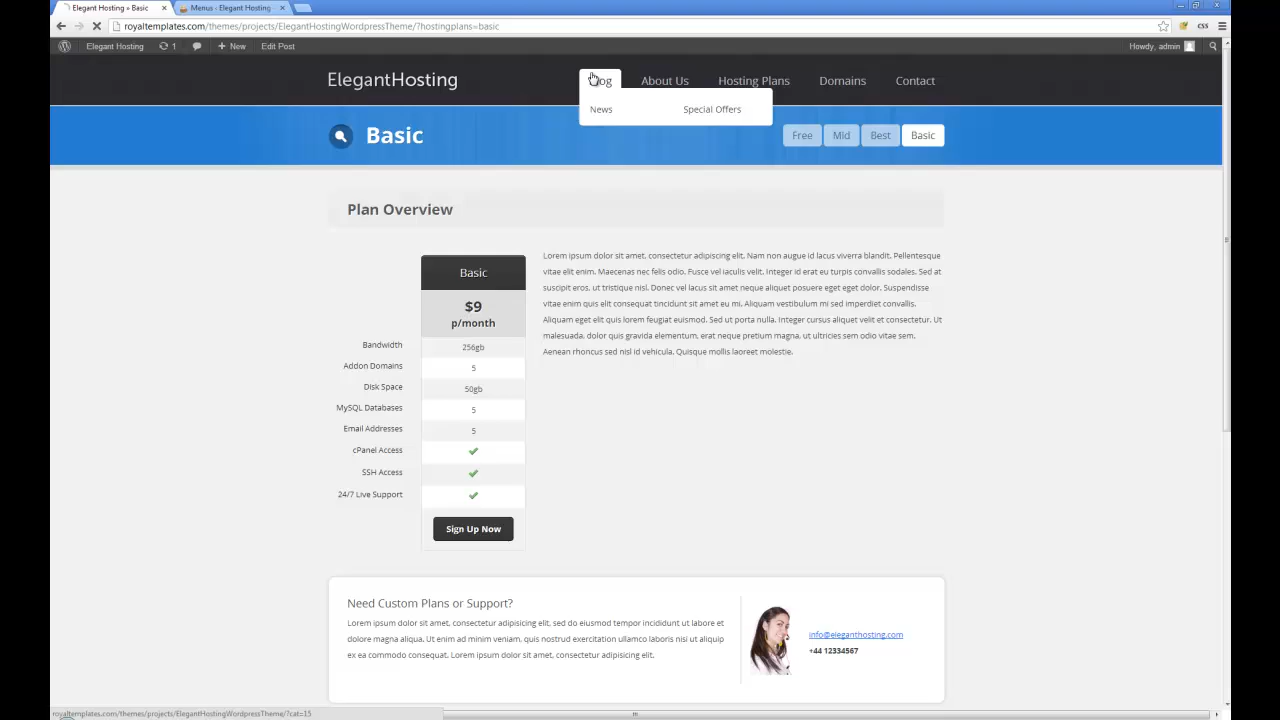 Elegant Hosting » Basic
Menus - Elegant Hosting
royaltemplates.com/themes/projects/ElegantHostingWordpressTheme/?hostingplans=basic
CSS
Elegant Hosting
1
New
Edit Post
Howdy, admin
ElegantHosting
Blog
About Us
Hosting Plans
Domains
Contact
News
Special Offers
Basic
Free
Mid
Best
Basic
Plan Overview
Basic
$9
p/month
Bandwidth
256gb
Addon Domains
5
Disk Space
50gb
MySQL Databases
5
Email Addresses
5
cPanel Access
SSH Access
24/7 Live Support
Sign Up Now
Lorem ipsum dolor sit amet, consectetur adipiscing elit. Nam non augue id lacus viverra blandit. Pellentesque
vitae elit enim. Maecenas nec felis odio. Fusce vel iaculis velit. Integer id erat eu turpis convallis sodales. Sed at
suscipit eros, ut tristique nisl. Donec vel lacus sit amet neque aliquet posuere eget eget dolor. Suspendisse
vitae enim quis elit consequat tincidunt sit amet eu mi. Aliquam vestibulum mi sed imperdiet convallis.
Aliquam eget elit quis lorem feugiat euismod. Sed ut porta nulla. Integer cursus aliquet velit et consectetur. Ut
malesuada, dolor quis gravida elementum, erat neque pretium magna, ut ultricies sem odio vitae sem.
Aenean rhoncus sed nisl id vehicula. Quisque mollis laoreet molestie.
Need Custom Plans or Support?
Lorem ipsum dolor sit amet, consectetur adipisicing elit, sed do eiusmod tempor incididunt ut labore et
dolore magna aliqua. Ut enim ad minim veniam, quis nostrud exercitation ullamco laboris nisi ut aliquip
ex ea commodo consequat. Lorem ipsum dolor sit amet, consectetur adipisicing elit.
info@eleganthosting.com
+44 12334567
royaltemplates.com/themes/projects/ElegantHostingWordpressTheme/?cat=15